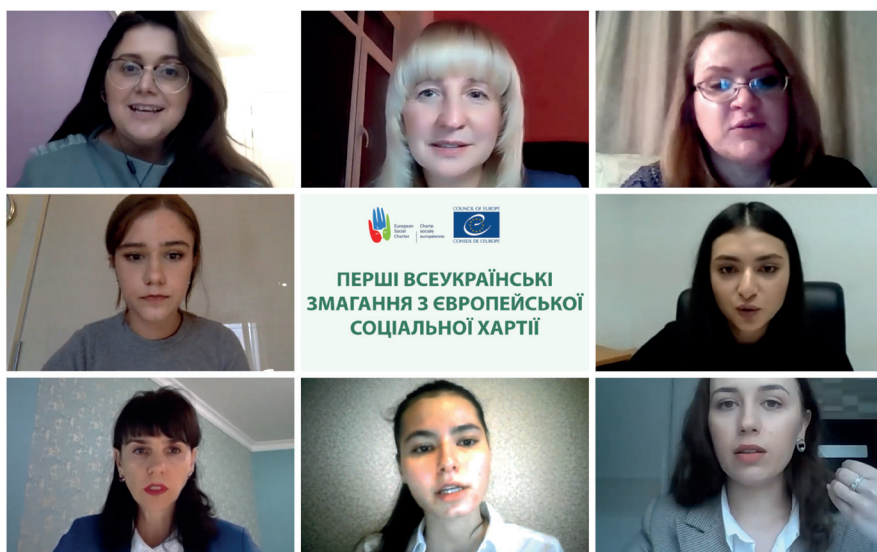 European
Social
Charter
Charte
sociale
européenne
COUNCIL OF EUROPE
CONSEIL DE L'EUROPE
ПЕРШІ ВСЕУКРАЇНСЬКІ
ЗМАГАННЯ З ЄВРОПЕЙСЬКОЇ
СОЦІАЛЬНОЇ ХАРТІЇ